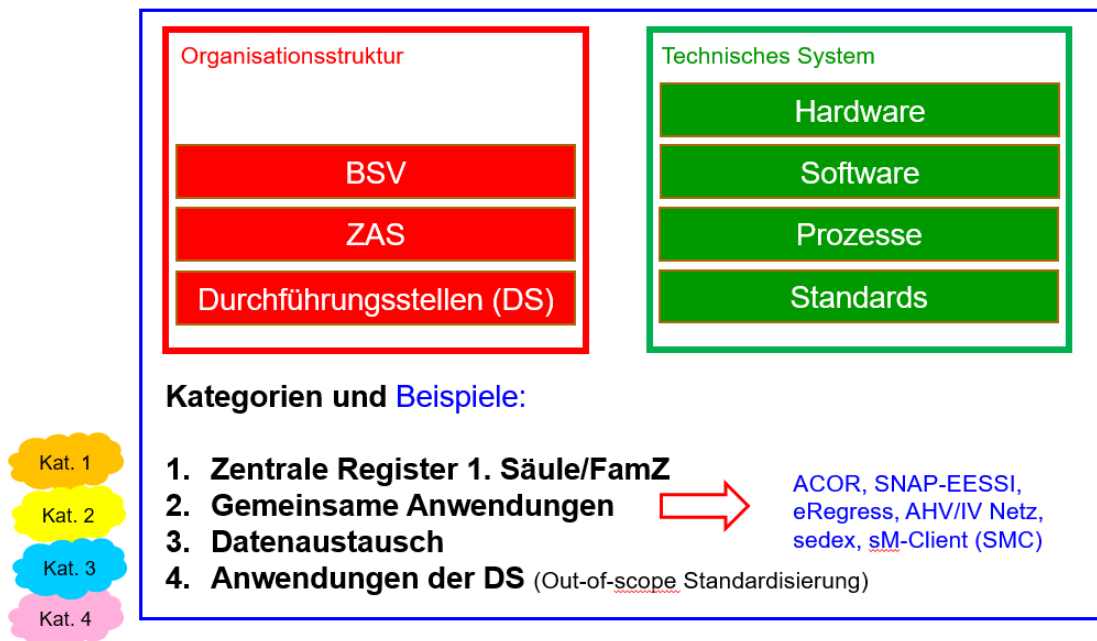 Organisationsstruktur
BSV
ZAS
Durchführungsstellen (DS)
Technisches System
Hardware
Software
Prozesse
Standards
Kategorien und Beispiele:
Kat. 1
Kat. 2
Kat. 3
Kat. 4
1. Zentrale Register 1. Säule/FamZ
2. Gemeinsame Anwendungen
3. Datenaustausch
4. Anwendungen der DS (Out-of-scope Standardisierung)
ACOR, SNAP-EESSI,
eRegress, AHV/IV Netz,
sedex, sM-Client (SMC)